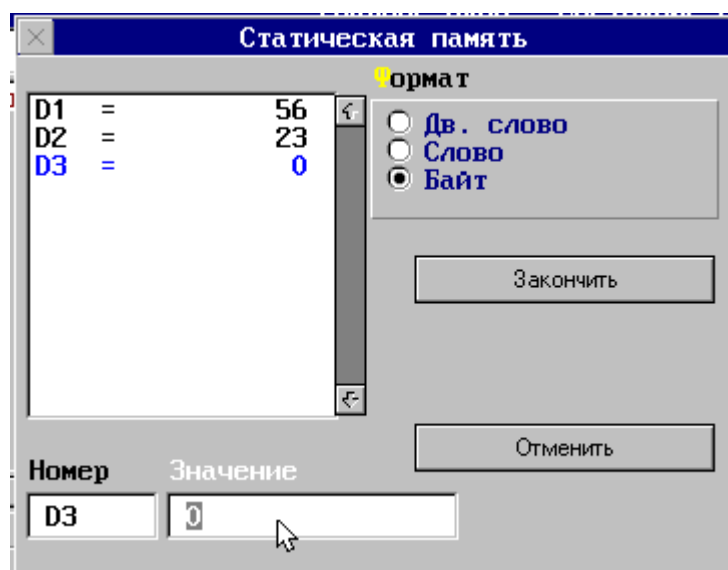 Статическая память
Формат
D1 = 56
D2 = 23
D3 = 0
Дв. слово
Слово
Байт
Закончить
Отменить
Номер Значение
D3 0